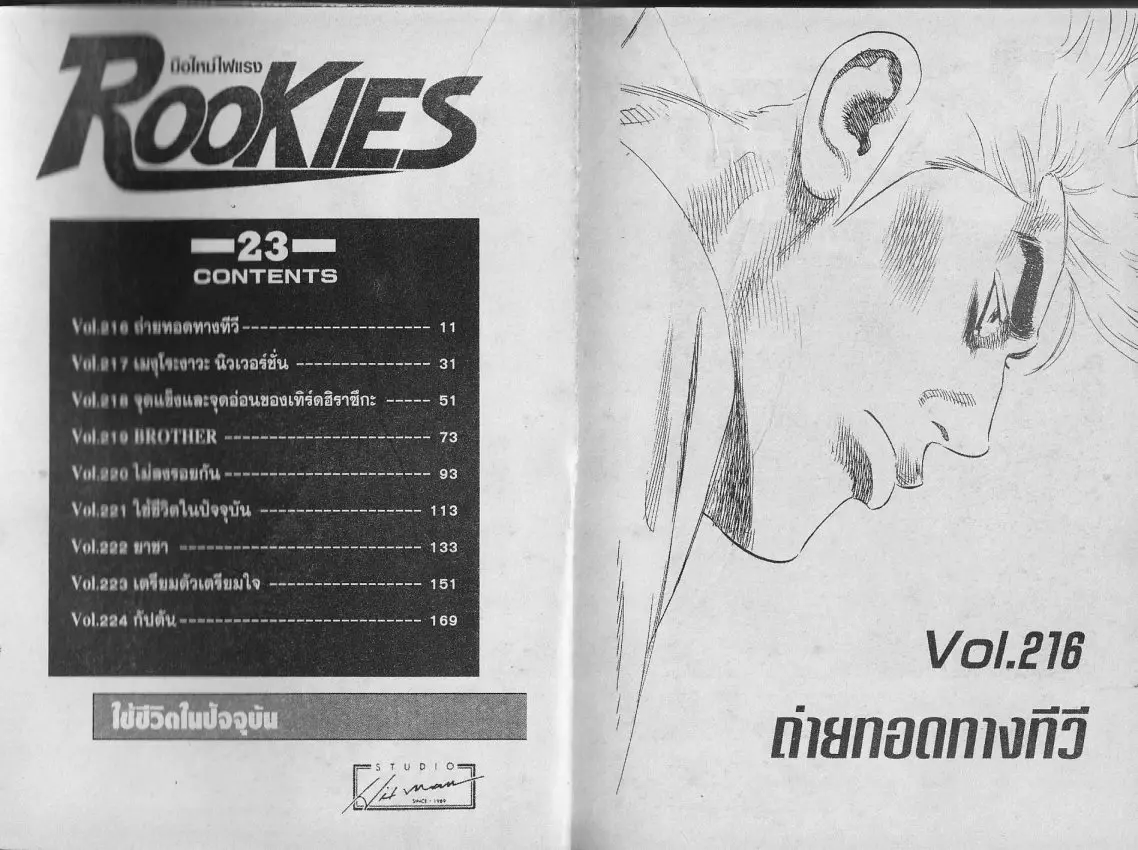 มือใหม่ไฟแรง
ROOKIES
23
CONTENTS
Vol.216 ถ่ายทอดทางทีวี 11
Vol.217 เมงุโระงาวะ นิวเวอร์ชั่น 31
Vol.218 จุดแข็งและจุดอ่อนของเทิร์ดฮิราซึกะ 51
Vol.219 BROTHER 73
Vol.220 ไม่ลงรอยกัน 93
Vol.221 ใช้ชีวิตในปัจจุบัน 113
Vol.222 ยาฃ่า 133
Vol.223 เตรียมตัวเตรียมใจ 151
Vol.224 กัปตัน 169
ใช้ชีวิตในปัจจุบัน
STUDIO
Hit Man
SINCE · 1989
Vol.216
ถ่ายทอดทางทีวี